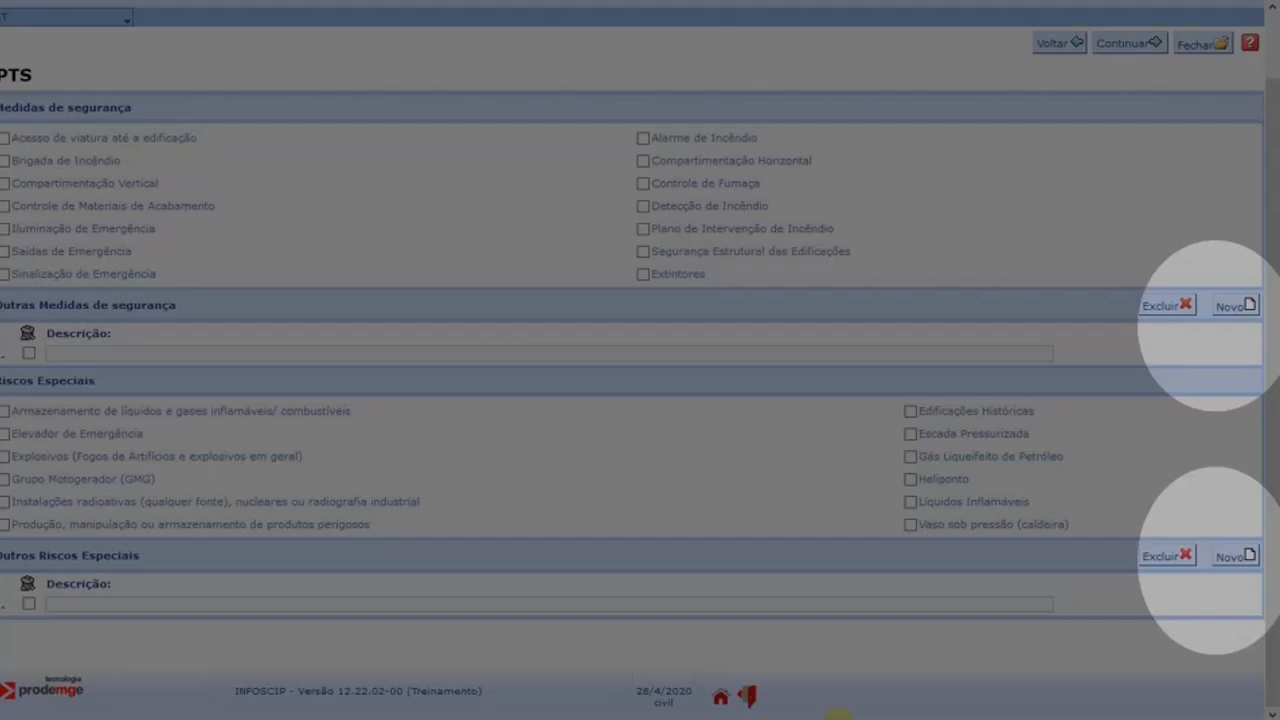 Voltar Continuar Fechar ?
PTS
Medidas de segurança
Acesso de viatura até a edificação Alarme de Incêndio
Brigada de Incêndio Compartimentação Horizontal
Compartimentação Vertical Controle de Fumaça
Controle de Materiais de Acabamento Detecção de Incêndio
Iluminação de Emergência Plano de Intervenção de Incêndio
Saídas de Emergência Segurança Estrutural das Edificações
Sinalização de Emergência Extintores
Outras Medidas de segurança Excluir Novo
Descrição:
Riscos Especiais
Armazenamento de líquidos e gases inflamáveis/ combustíveis Edificações Históricas
Elevador de Emergência Escada Pressurizada
Explosivos (Fogos de Artifícios e explosivos em geral) Gás Liqueifeito de Petróleo
Grupo Motogerador (GMG) Heliponto
Instalações radioativas (qualquer fonte), nucleares ou radiografia industrial Líquidos Inflamáveis
Produção, manipulação ou armazenamento de produtos perigosos Vaso sob pressão (caldeira)
Outros Riscos Especiais Excluir Novo
Descrição:
tecnologia
prodemge
INFOSCIP - Versão 12.22.02-00 (Treinamento) 28/4/2020
civil